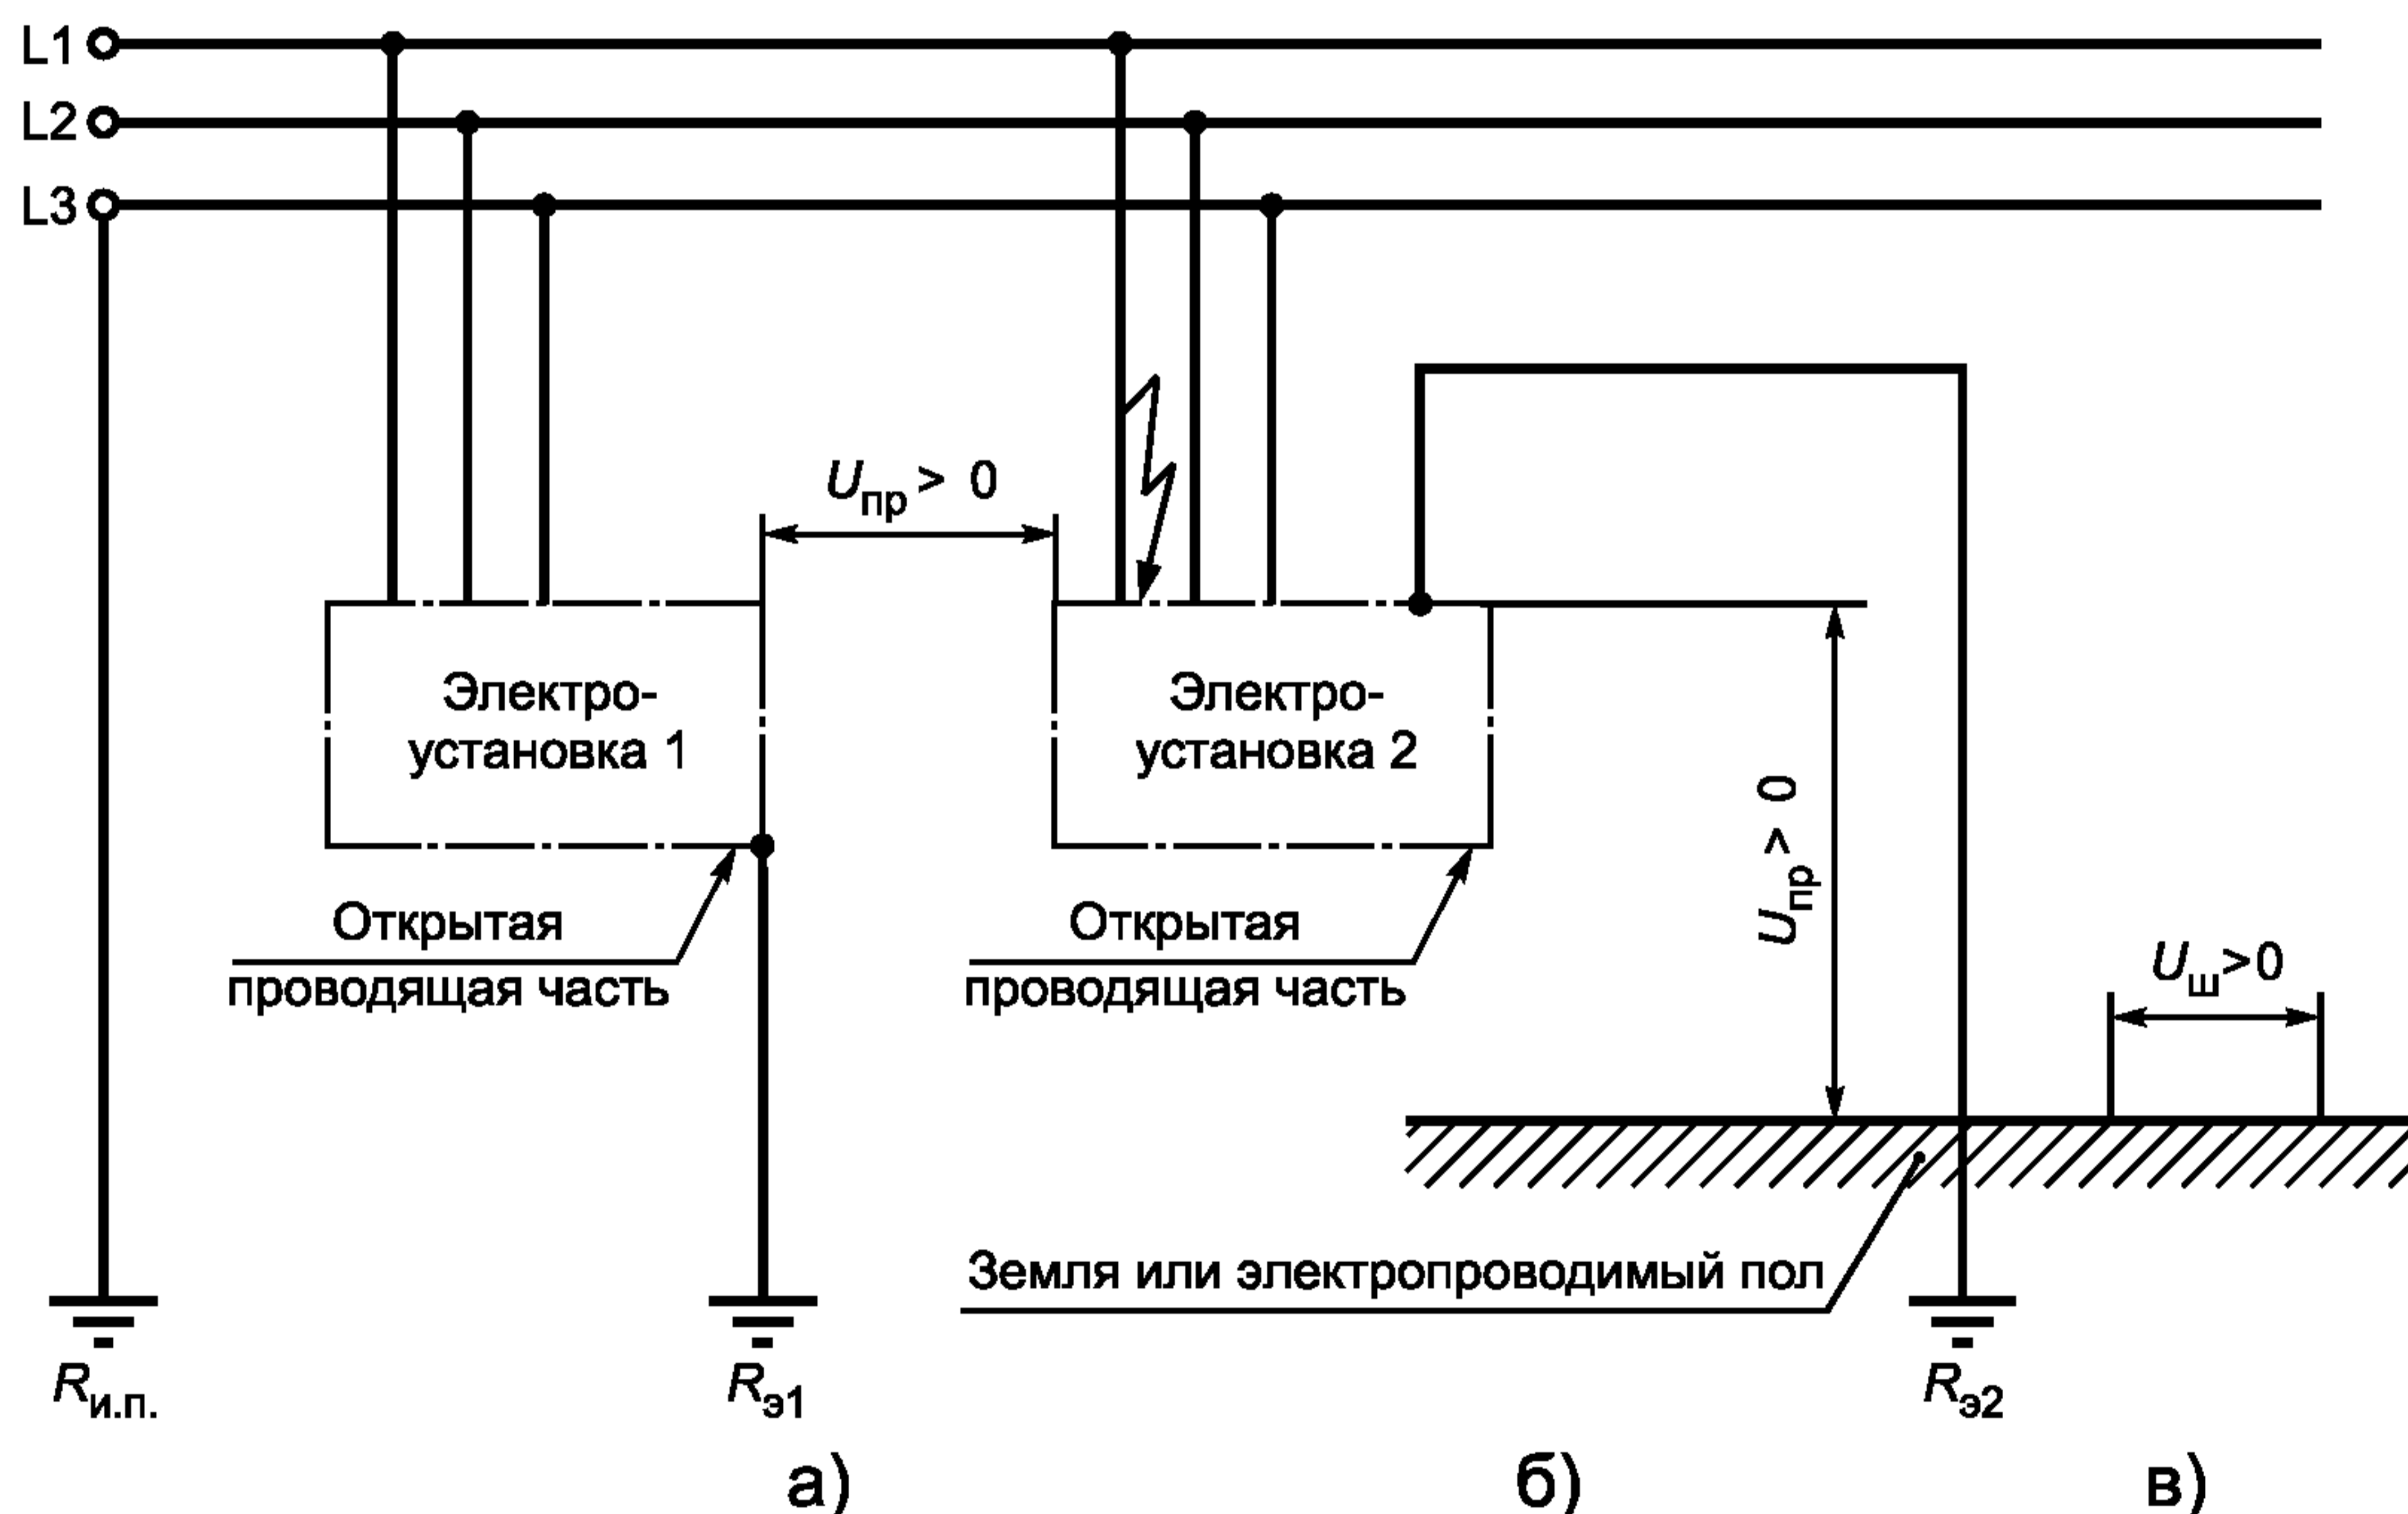 L1
L2
L3
Uпр > 0
Электро-
установка 1
Электро-
установка 2
Uпр > 0
Открытая
проводящая часть
Открытая
проводящая часть
Uш>0
Земля или электропроводимый пол
Rи.п.
Rэ1
Rэ2
а)
б)
в)